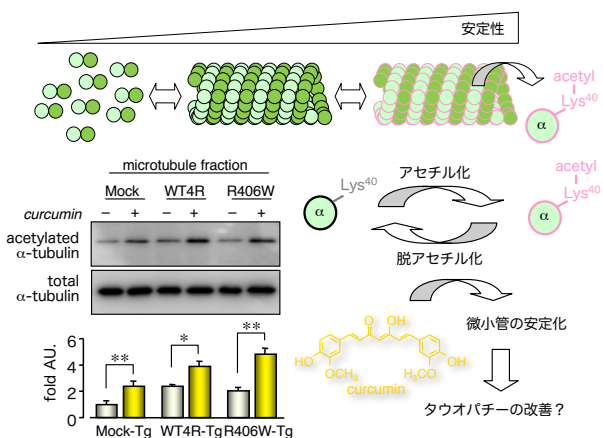 安定性
acetyl
Lys40
α
microtubule fraction
Mock WT4R R406W
curcumin − + − + − +
acetylated
α-tubulin
total
α-tubulin
fold AU.
6
4
2
0
** * **
Mock-Tg WT4R-Tg R406W-Tg
Lys40
α
アセチル化
脱アセチル化
acetyl
Lys40
α
微小管の安定化
O OH
HO OCH3 H3CO OH
curcumin
タウオパチーの改善？